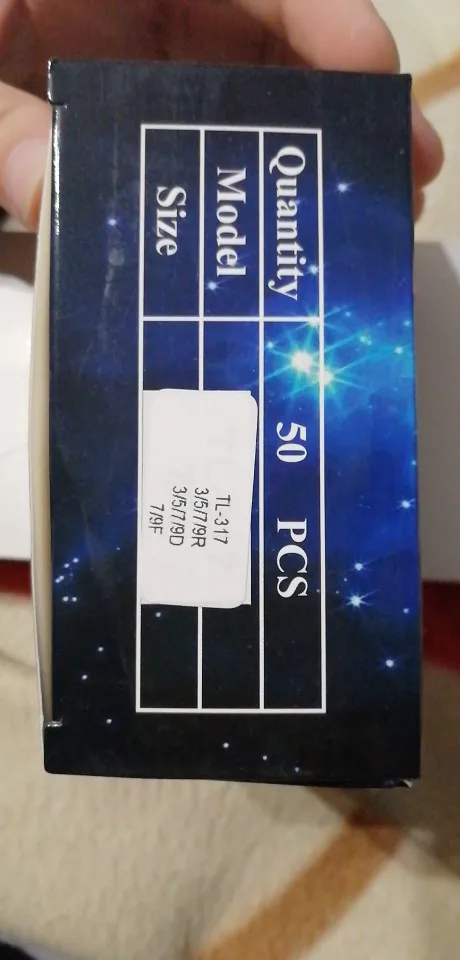 Quantity 50 PCS
Model
Size
TL-317
3/5/7/9R
3/5/7/9D
7/9F